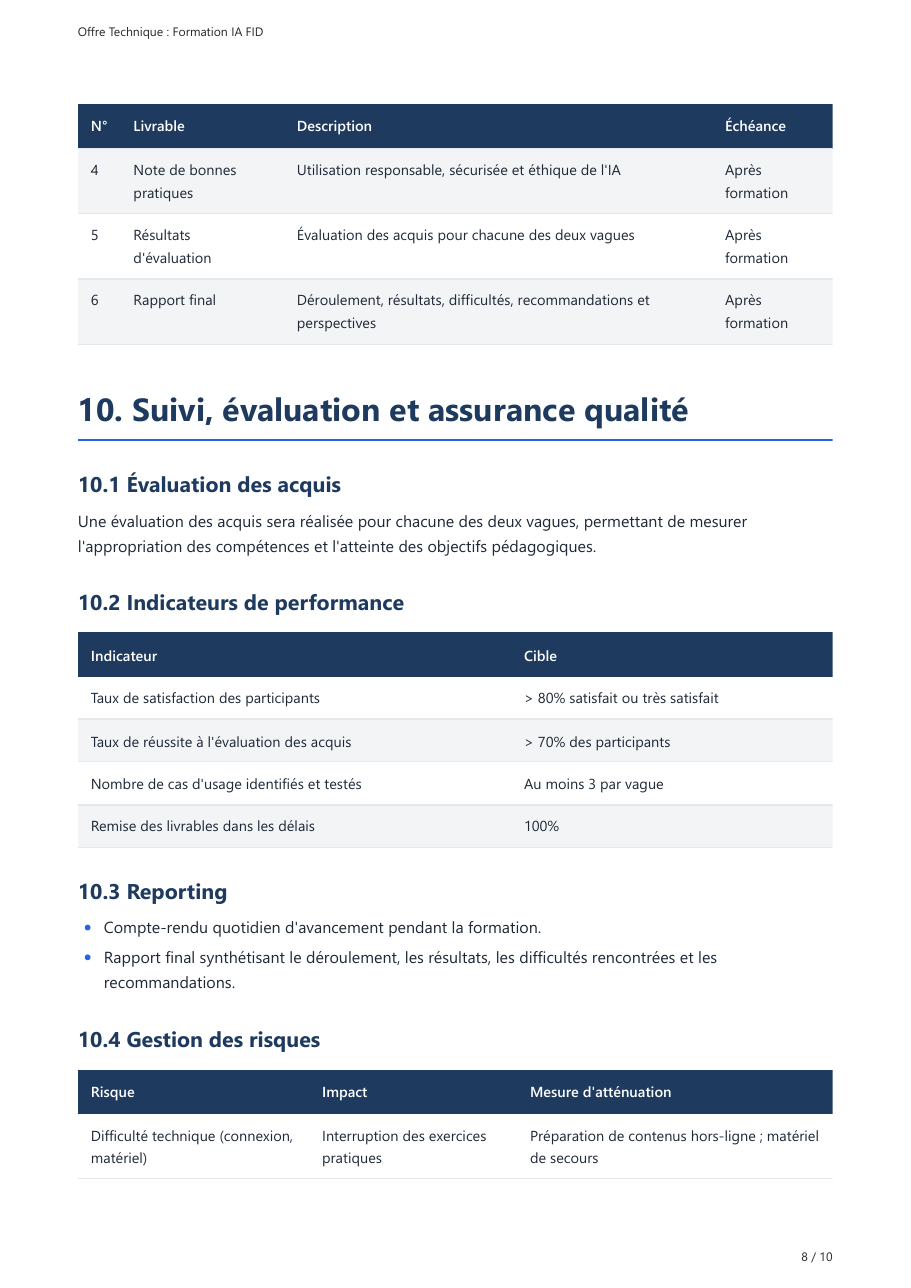 Offre Technique : Formation IA FID
N° Livrable Description Échéance
4 Note de bonnes Utilisation responsable, sécurisée et éthique de l'IA Après
pratiques formation
5 Résultats Évaluation des acquis pour chacune des deux vagues Après
d'évaluation formation
6 Rapport final Déroulement, résultats, difficultés, recommandations et Après
perspectives formation
10. Suivi, évaluation et assurance qualité
10.1 Évaluation des acquis
Une évaluation des acquis sera réalisée pour chacune des deux vagues, permettant de mesurer
l'appropriation des compétences et l'atteinte des objectifs pédagogiques.
10.2 Indicateurs de performance
Indicateur Cible
Taux de satisfaction des participants > 80% satisfait ou très satisfait
Taux de réussite à l'évaluation des acquis > 70% des participants
Nombre de cas d'usage identifiés et testés Au moins 3 par vague
Remise des livrables dans les délais 100%
10.3 Reporting
• Compte-rendu quotidien d'avancement pendant la formation.
• Rapport final synthétisant le déroulement, les résultats, les difficultés rencontrées et les
recommandations.
10.4 Gestion des risques
Risque Impact Mesure d'atténuation
Difficulté technique (connexion, Interruption des exercices Préparation de contenus hors-ligne ; matériel
matériel) pratiques de secours
8 / 10